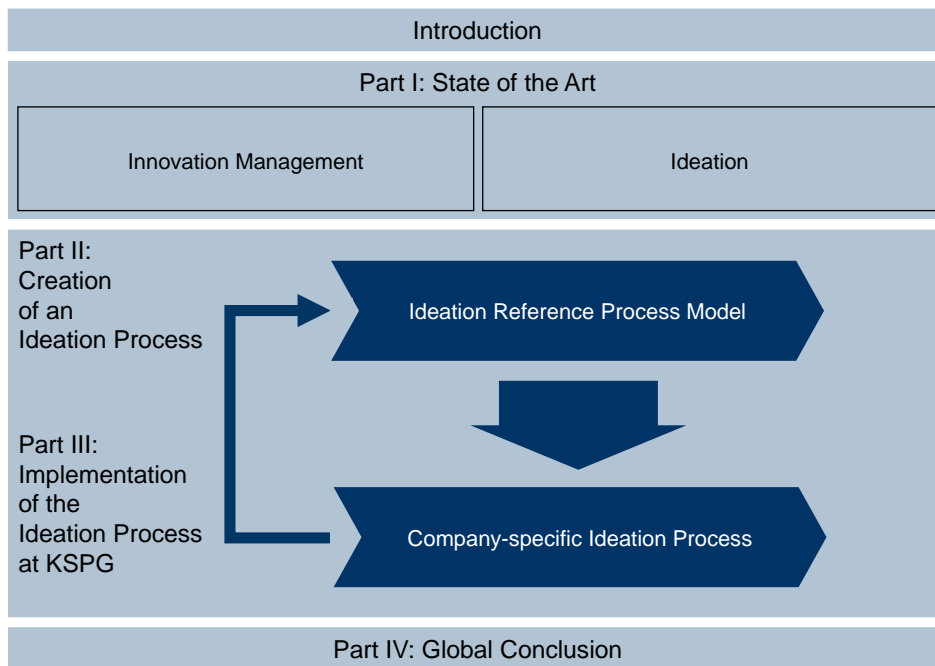 Introduction
Part I: State of the Art
Innovation Management
Ideation
Part II:
Creation
of an
Ideation Process
Ideation Reference Process Model
Part III:
Implementation
of the
Ideation Process
at KSPG
Company-specific Ideation Process
Part IV: Global Conclusion